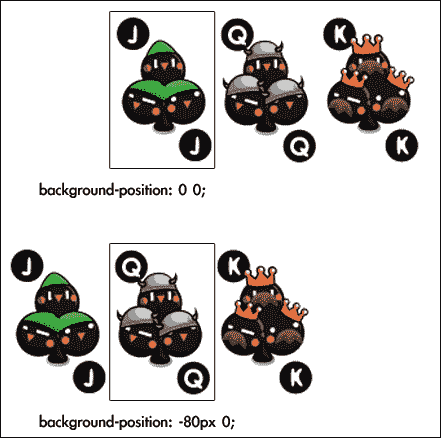 J Q K
J Q K
background-position: 0 0;
J Q K
J Q K
background-position: -80px 0;